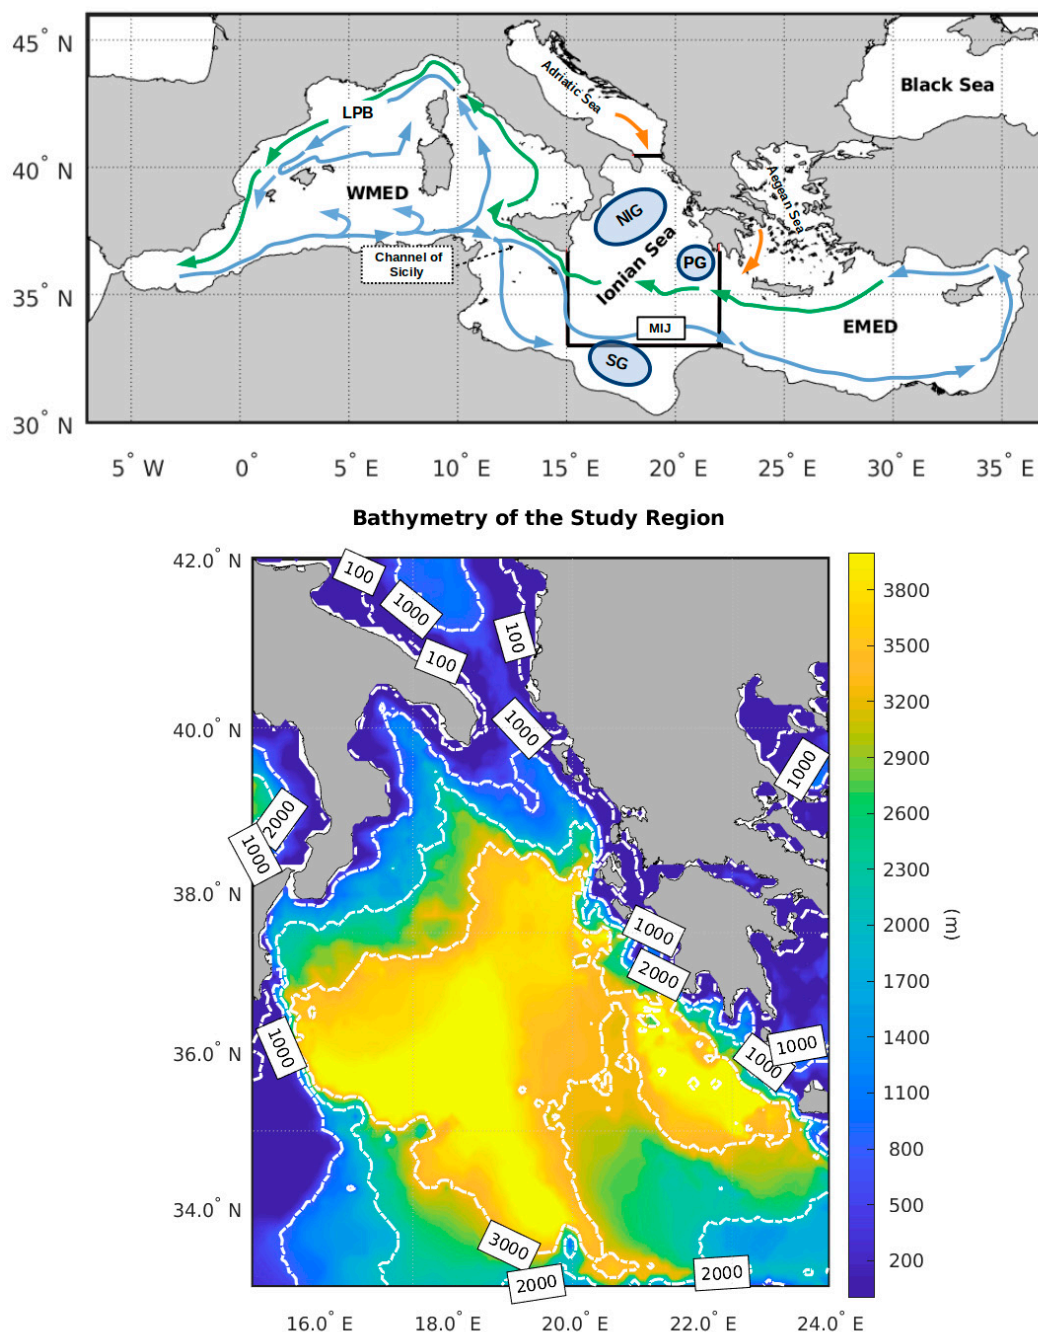 45° N
40° N
35° N
30° N
5° W
0°
5° E
10° E
15° E
20° E
25° E
30° E
35° E
Adriatic Sea
Black Sea
LPB
WMED
Aegean Sea
NIG
Ionian Sea
PG
Channel of
Sicily
MIJ
EMED
SG
Bathymetry of the Study Region
42.0° N
40.0° N
38.0° N
36.0° N
34.0° N
16.0° E
18.0° E
20.0° E
22.0° E
24.0° E
100
1000
100
100
1000
1000
2000
1000
1000
2000
1000
1000
1000
3000
2000
2000
3800
3500
3200
2900
2600
2300
2000
1700
1400
1100
800
500
200
(m)